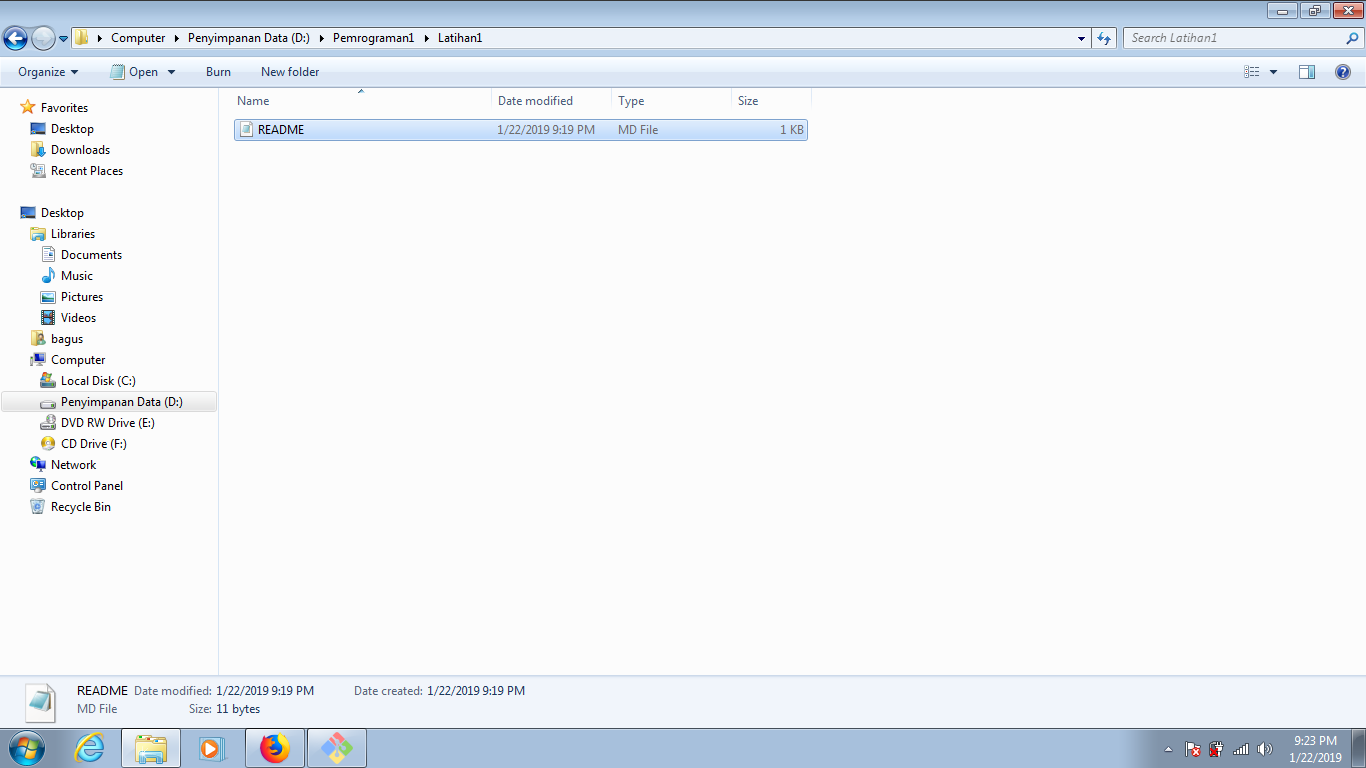 Computer Penyimpanan Data (D:) Pemrograman1 Latihan1 Search Latihan1
Organize Open Burn New folder
Name Date modified Type Size
README 1/22/2019 9:19 PM MD File 1 KB
Favorites
Desktop
Downloads
Recent Places
Desktop
Libraries
Documents
Music
Pictures
Videos
bagus
Computer
Local Disk (C:)
Penyimpanan Data (D:)
DVD RW Drive (E:)
CD Drive (F:)
Network
Control Panel
Recycle Bin
README Date modified: 1/22/2019 9:19 PM Date created: 1/22/2019 9:19 PM
MD File Size: 11 bytes
9:23 PM
1/22/2019